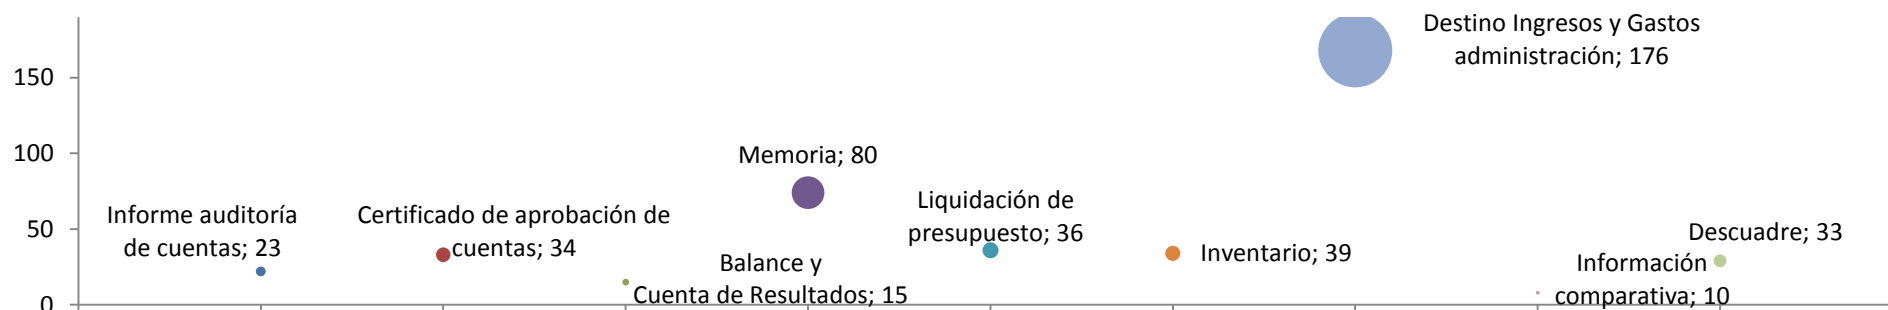 Destino Ingresos y Gastos
administración; 176
150
100
Memoria; 80
Informe auditoría
de cuentas; 23
Certificado de aprobación de
cuentas; 34
Liquidación de
presupuesto; 36
50
Balance y
Cuenta de Resultados; 15
Inventario; 39
Información
comparativa; 10
Descuadre; 33
0